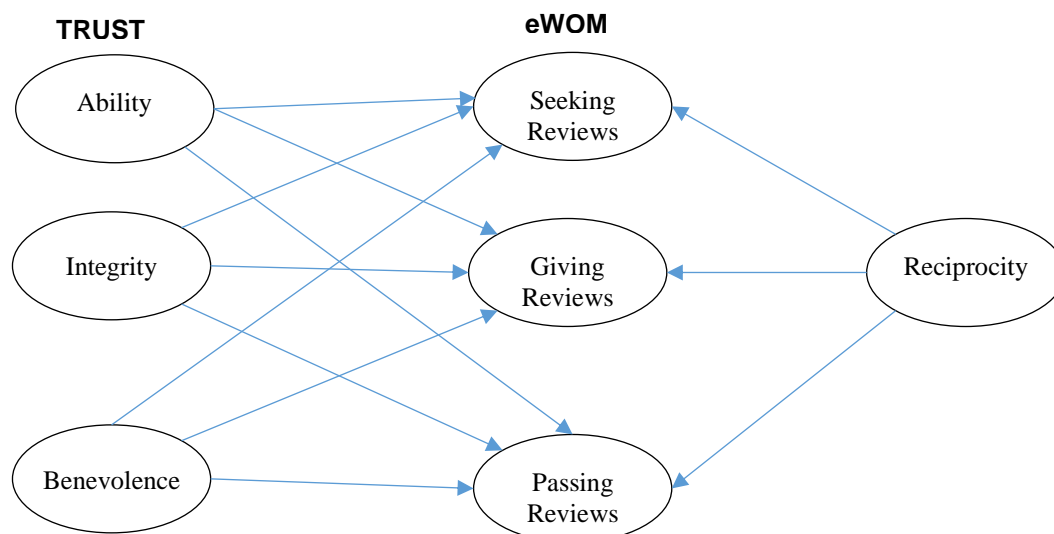 TRUST
eWOM
Ability
Seeking
Reviews
Integrity
Giving
Reviews
Reciprocity
Benevolence
Passing
Reviews